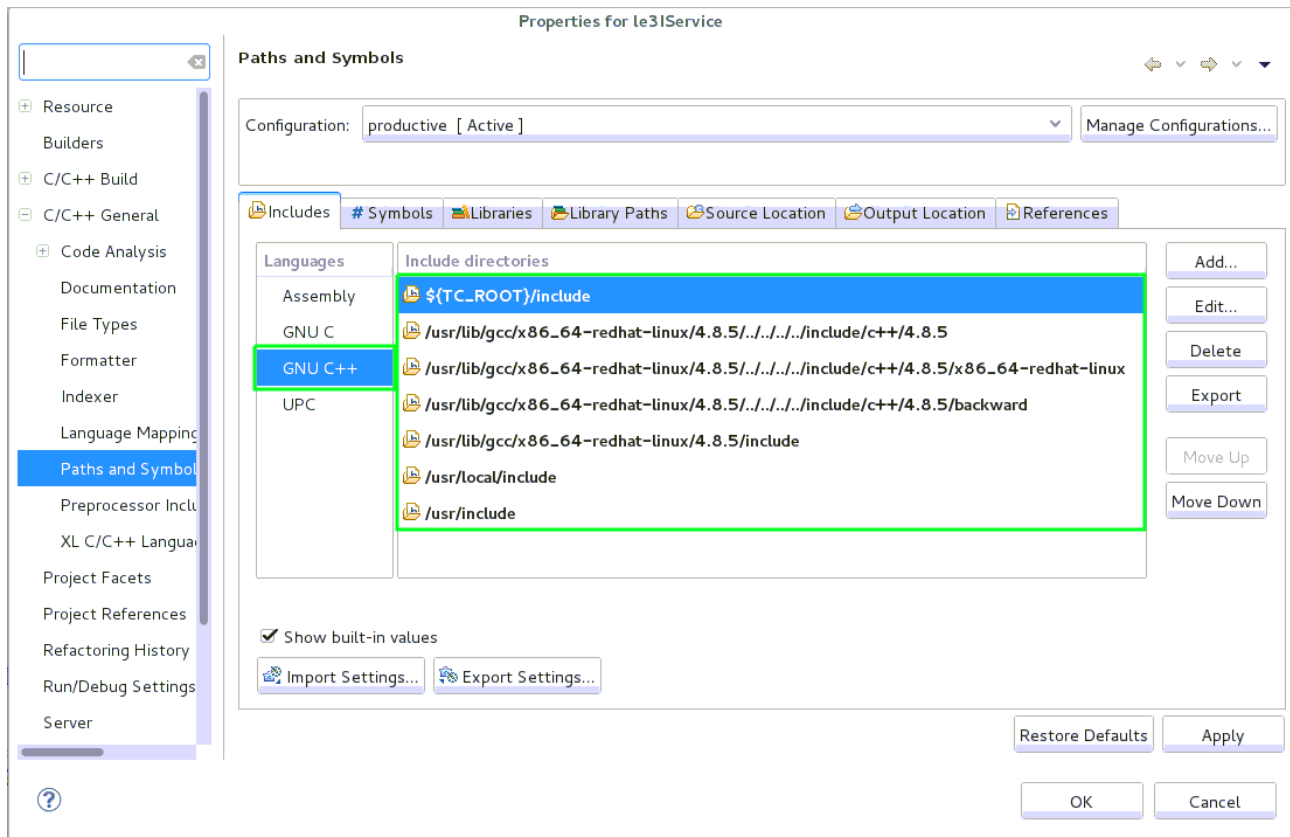 Properties for le3IService
Paths and Symbols
Resource
Builders
C/C++ Build
C/C++ General
Code Analysis
Documentation
File Types
Formatter
Indexer
Language Mapping
Paths and Symbol
Preprocessor Inclu
XL C/C++ Langua
Project Facets
Project References
Refactoring History
Run/Debug Settings
Server
Configuration: productive [ Active ] Manage Configurations...
Includes # Symbols Libraries Library Paths Source Location Output Location References
Languages
Assembly
GNU C
GNU C++
UPC
Include directories
${TC_ROOT}/include
/usr/lib/gcc/x86_64-redhat-linux/4.8.5/../../../../include/c++/4.8.5
/usr/lib/gcc/x86_64-redhat-linux/4.8.5/../../../../include/c++/4.8.5/x86_64-redhat-linux
/usr/lib/gcc/x86_64-redhat-linux/4.8.5/../../../../include/c++/4.8.5/backward
/usr/lib/gcc/x86_64-redhat-linux/4.8.5/include
/usr/local/include
/usr/include
Add...
Edit...
Delete
Export
Move Up
Move Down
Show built-in values
Import Settings... Export Settings...
Restore Defaults Apply
OK Cancel